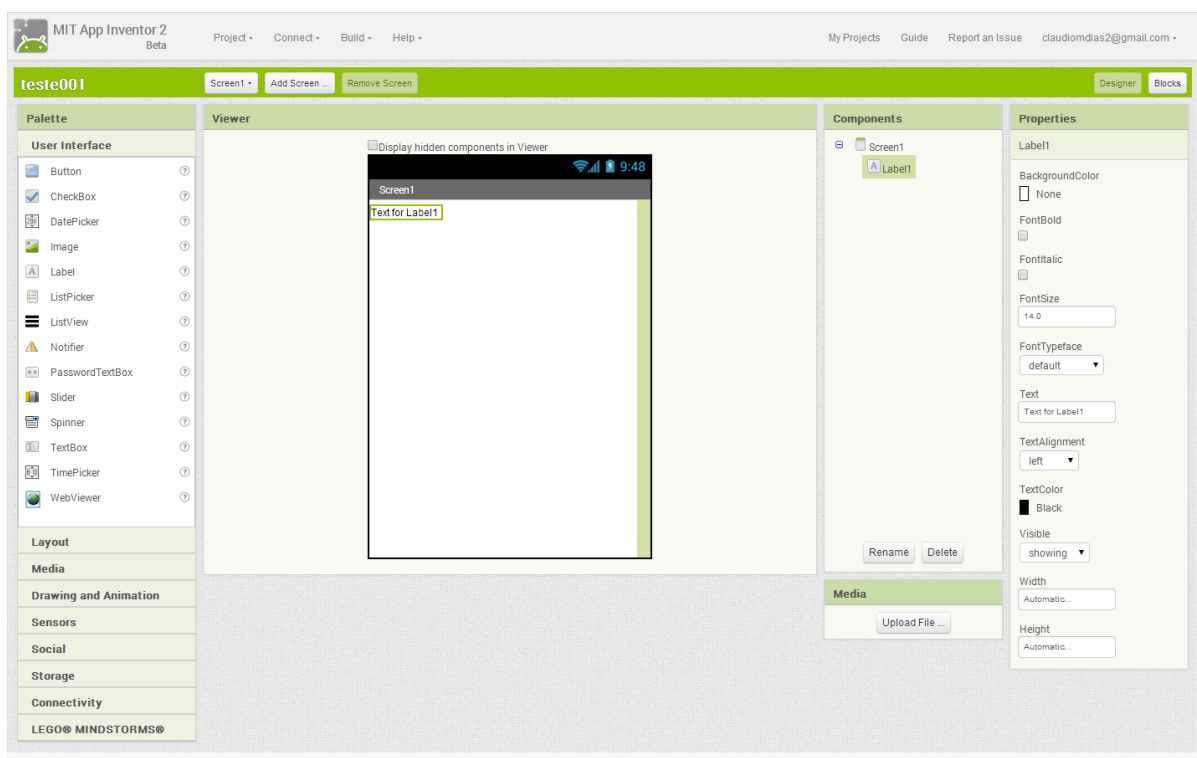 MIT App Inventor 2
Beta
Project Connect Build Help
My Projects Guide Report an Issue claudiomdias2@gmail.com
teste001
Screen1 Add Screen ... Remove Screen
Designer Blocks
Palette
User Interface
Button
CheckBox
DatePicker
Image
Label
ListPicker
ListView
Notifier
PasswordTextBox
Slider
Spinner
TextBox
TimePicker
WebViewer
Layout
Media
Drawing and Animation
Sensors
Social
Storage
Connectivity
LEGO® MINDSTORMS®
Viewer
Display hidden components in Viewer
9:48
Screen1
Text for Label1
Components
Screen1
Label1
Rename Delete
Media
Upload File ...
Properties
Label1
BackgroundColor
None
FontBold
FontItalic
FontSize
14.0
FontTypeface
default
Text
Text for Label1
TextAlignment
left
TextColor
Black
Visible
showing
Width
Automatic...
Height
Automatic...